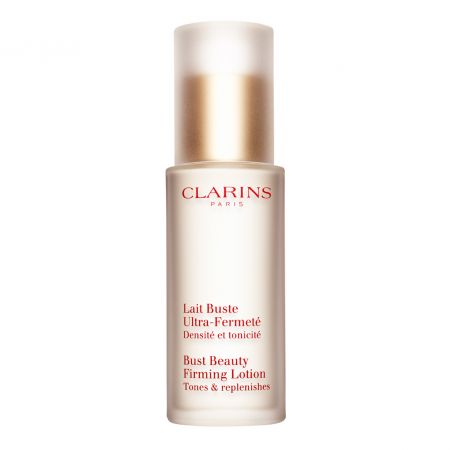 CLARINS
PARIS
Lait Buste
Ultra-Fermeté
Densité et tonicité
Bust Beauty
Firming Lotion
Tones & replenishes